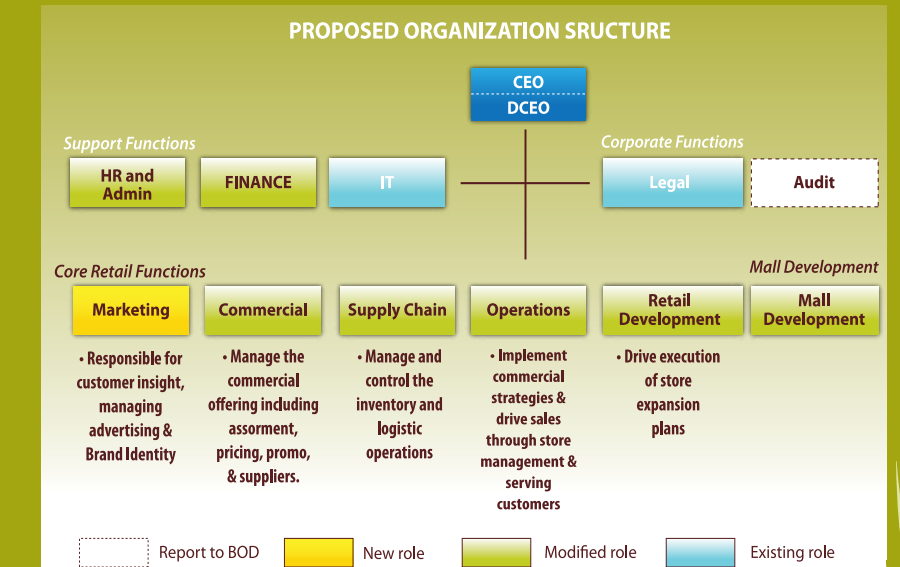 PROPOSED ORGANIZATION SRUCTURE
CEO
DCEO
Support Functions
Corporate Functions
HR and
Admin
FINANCE
IT
Legal
Audit
Core Retail Functions
Mall Development
Marketing
Commercial
Supply Chain
Operations
Retail
Development
Mall
Development
• Responsible for
customer insight,
managing
advertising &
Brand Identity
• Manage the
commercial
offering including
assorment,
pricing, promo,
& suppliers.
• Manage and
control the
inventory and
logistic
operations
• Implement
commercial
strategies &
drive sales
through store
management &
serving
customers
• Drive execution
of store
expansion
plans
Report to BOD
New role
Modified role
Existing role